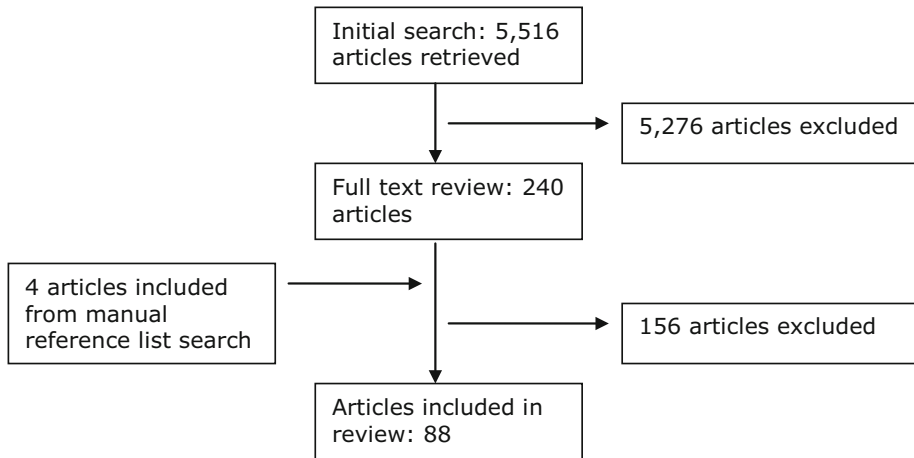 Initial search: 5,516
articles retrieved
5,276 articles excluded
Full text review: 240
articles
4 articles included
from manual
reference list search
156 articles excluded
Articles included in
review: 88